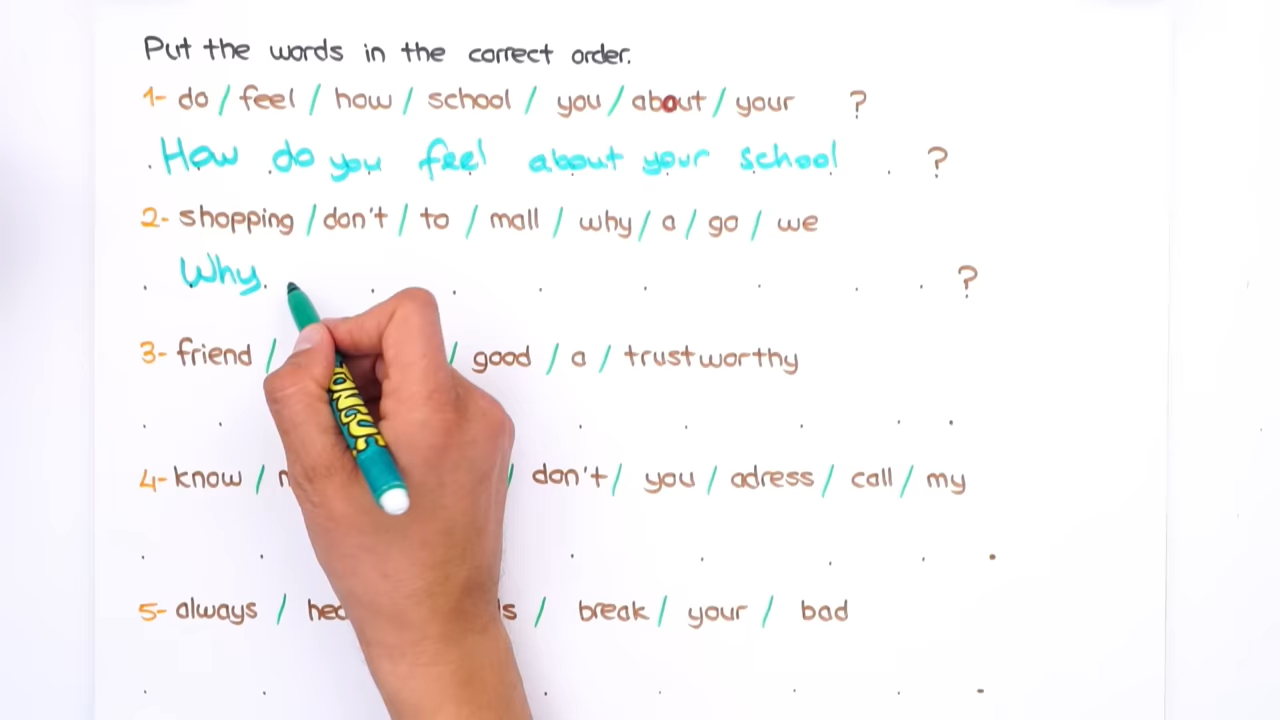 Put the words in the correct order.
1- do / feel / how / school / you / about / your ?
How do you feel about your school ?
2- shopping / don't / to / mall / why / a / go / we
Why ?
3- friend / / good / a / trustworthy
4- know / / don't / you / adress / call / my
5- always / / break / your / bad